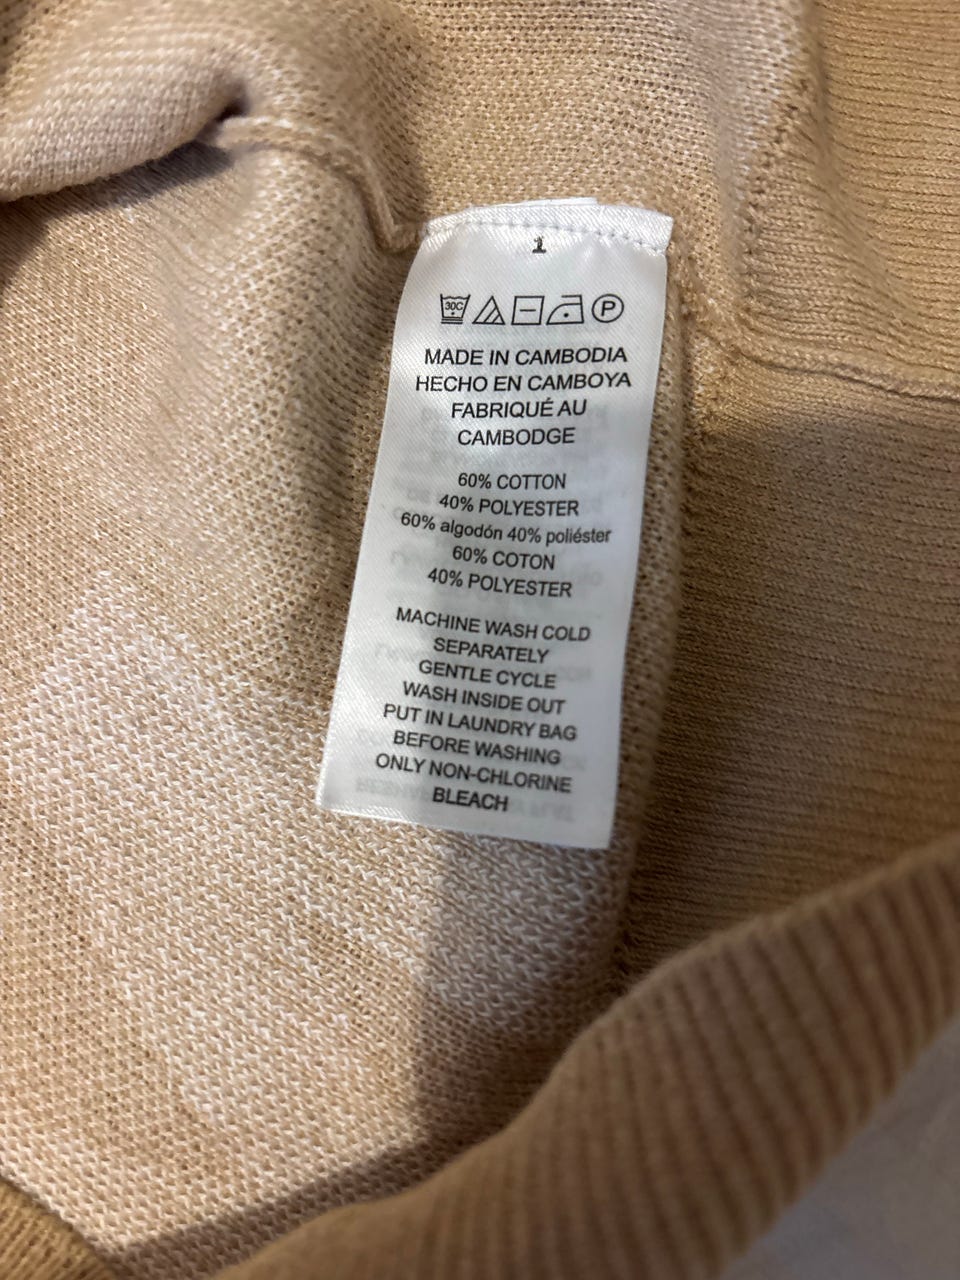 1
30C
P
MADE IN CAMBODIA
HECHO EN CAMBOYA
FABRIQUÉ AU
CAMBODGE
60% COTTON
40% POLYESTER
60% algodón 40% poliéster
60% COTON
40% POLYESTER
MACHINE WASH COLD
SEPARATELY
GENTLE CYCLE
WASH INSIDE OUT
PUT IN LAUNDRY BAG
BEFORE WASHING
ONLY NON-CHLORINE
BLEACH